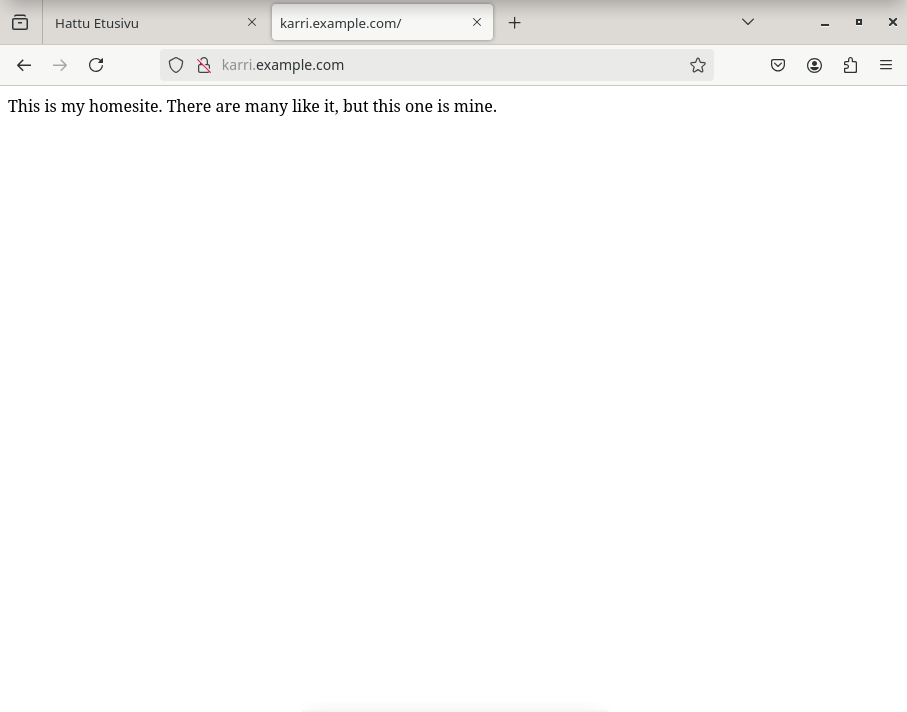 Hattu Etusivu
karri.example.com/
karri.example.com
This is my homesite. There are many like it, but this one is mine.